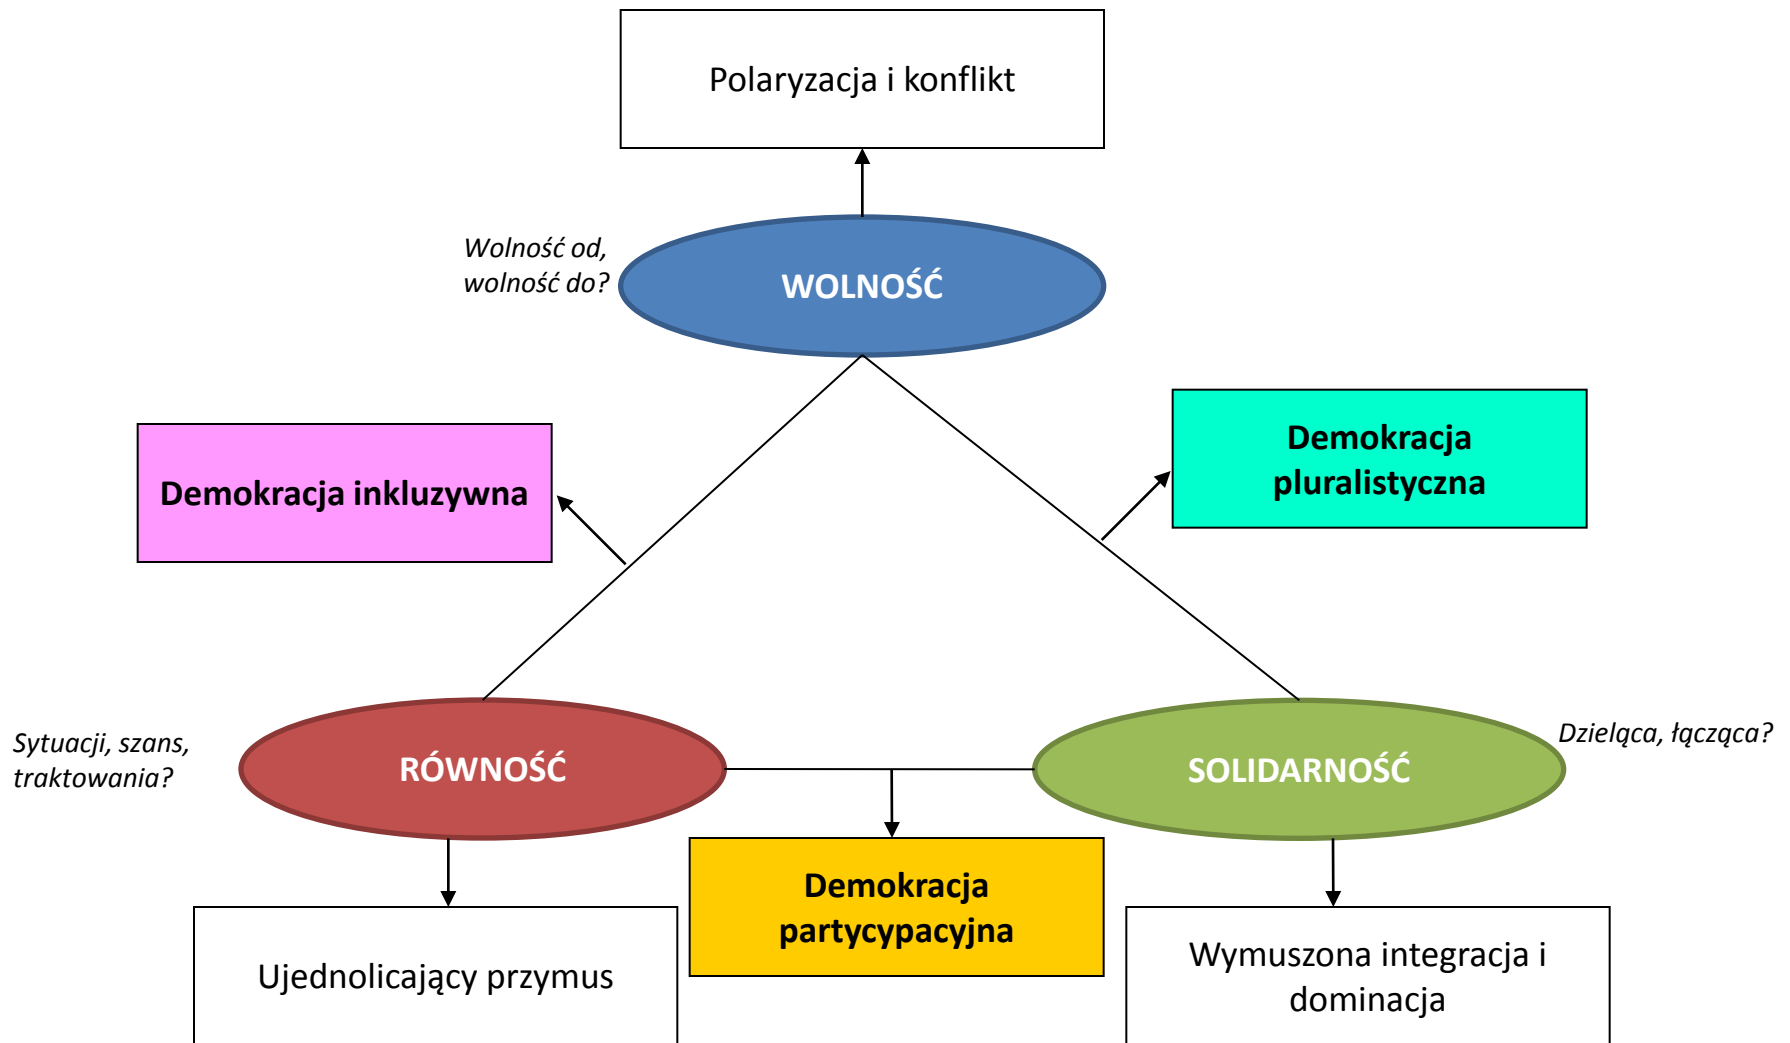 Polaryzacja i konflikt
Wolność od,
wolność do?
WOLNOŚĆ
Demokracja
pluralistyczna
Demokracja inkluzywna
Sytuacji, szans,
traktowania?
RÓWNOŚĆ
SOLIDARNOŚĆ
Dzieląca, łącząca?
Demokracja
partycypacyjna
Ujednolicający przymus
Wymuszona integracja i
dominacja